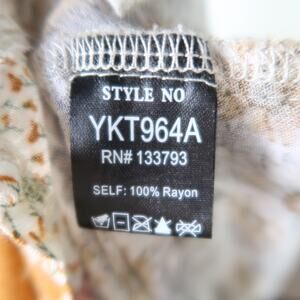 STYLE NO
YKT964A
RN# 133793
SELF: 100% Rayon